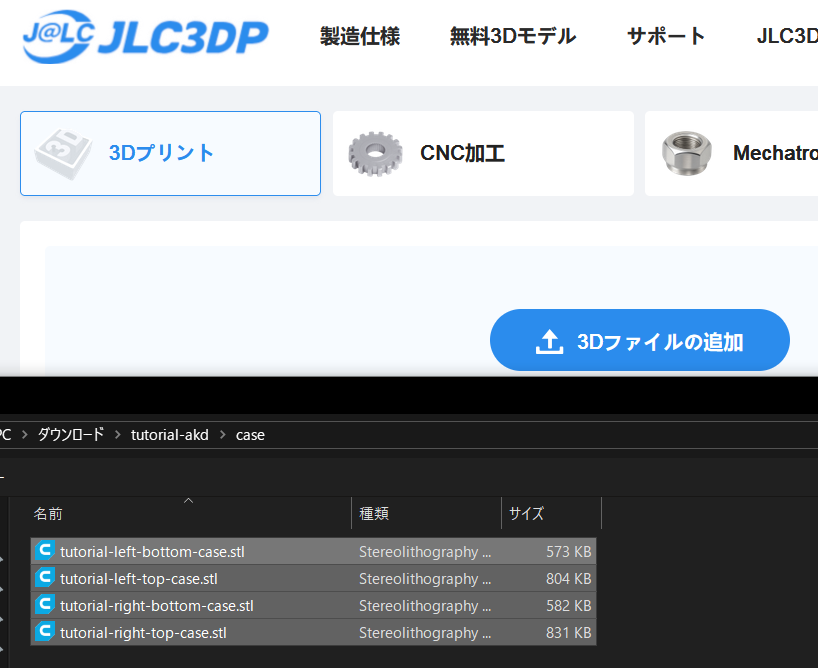 J@LC JLC3DP 製造仕様 無料3Dモデル サポート JLC3D
3Dプリント CNC加工 Mechatro
3Dファイルの追加
PC > ダウンロード > tutorial-akd > case
名前 種類 サイズ
tutorial-left-bottom-case.stl Stereolithography ... 573 KB
tutorial-left-top-case.stl Stereolithography ... 804 KB
tutorial-right-bottom-case.stl Stereolithography ... 582 KB
tutorial-right-top-case.stl Stereolithography ... 831 KB